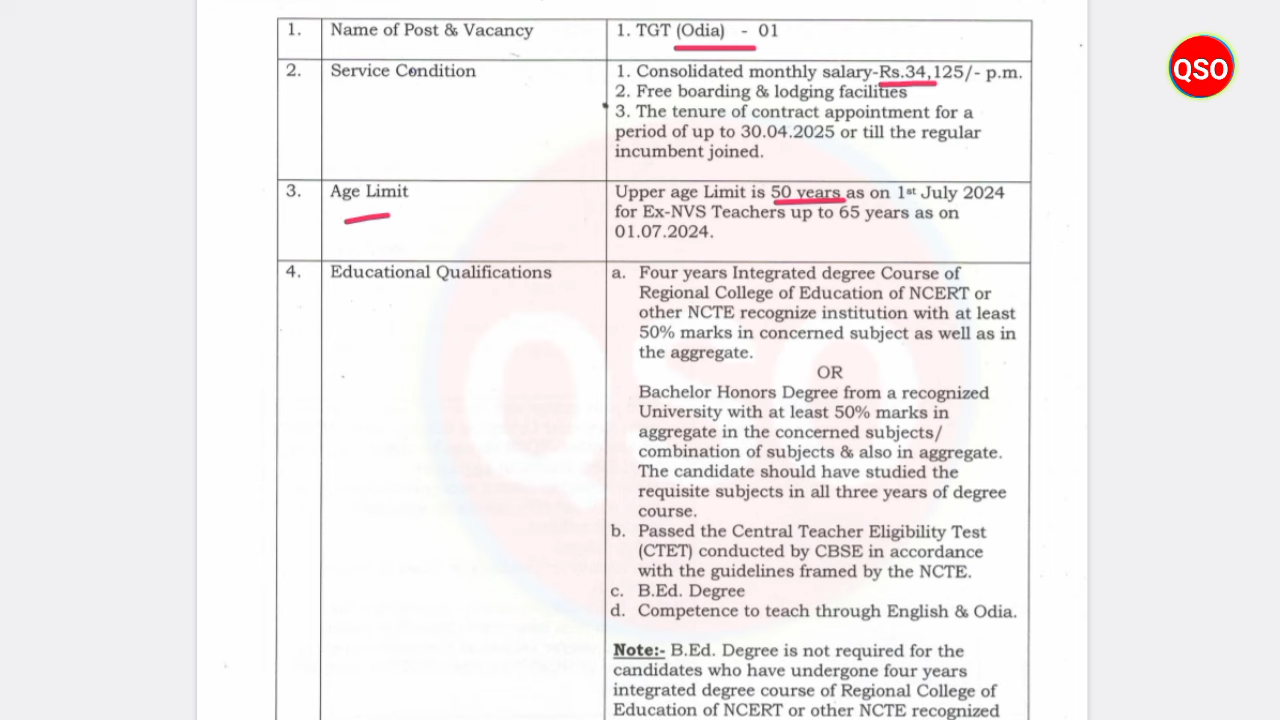 QSO
1. Name of Post & Vacancy 1. TGT (Odia) - 01
2. Service Condition 1. Consolidated monthly salary-Rs.34,125/- p.m.
2. Free boarding & lodging facilities
3. The tenure of contract appointment for a
period of up to 30.04.2025 or till the regular
incumbent joined.
3. Age Limit Upper age Limit is 50 years as on 1st July 2024
for Ex-NVS Teachers up to 65 years as on
01.07.2024.
4. Educational Qualifications a. Four years Integrated degree Course of
Regional College of Education of NCERT or
other NCTE recognize institution with at least
50% marks in concerned subject as well as in
the aggregate.
OR
Bachelor Honors Degree from a recognized
University with at least 50% marks in
aggregate in the concerned subjects/
combination of subjects & also in aggregate.
The candidate should have studied the
requisite subjects in all three years of degree
course.
b. Passed the Central Teacher Eligibility Test
(CTET) conducted by CBSE in accordance
with the guidelines framed by the NCTE.
c. B.Ed. Degree
d. Competence to teach through English & Odia.
Note:- B.Ed. Degree is not required for the
candidates who have undergone four years
integrated degree course of Regional College of
Education of NCERT or other NCTE recognized
QSO